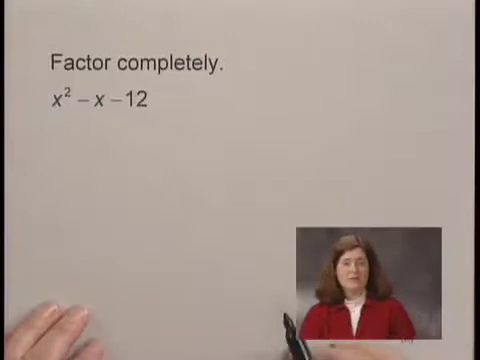 Factor completely.
x² – x – 12